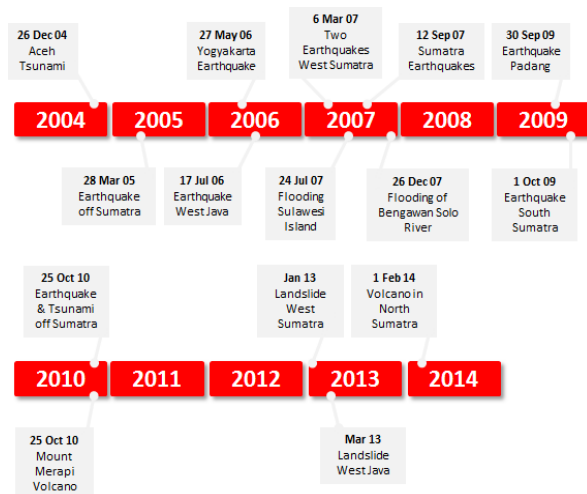 26 Dec 04
Aceh
Tsunami
27 May 06
Yogyakarta
Earthquake
6 Mar 07
Two
Earthquakes
West Sumatra
12 Sep 07
Sumatra
Earthquakes
30 Sep 09
Earthquake
Padang
2004
2005
2006
2007
2008
2009
28 Mar 05
Earthquake
off Sumatra
17 Jul 06
Earthquake
West Java
24 Jul 07
Flooding
Sulawesi
Island
26 Dec 07
Flooding of
Bengawan Solo
River
1 Oct 09
Earthquake
South
Sumatra
25 Oct 10
Earthquake
& Tsunami
off Sumatra
Jan 13
Landslide
West
Sumatra
1 Feb 14
Volcano in
North
Sumatra
2010
2011
2012
2013
2014
25 Oct 10
Mount
Merapi
Volcano
Mar 13
Landslide
West Java